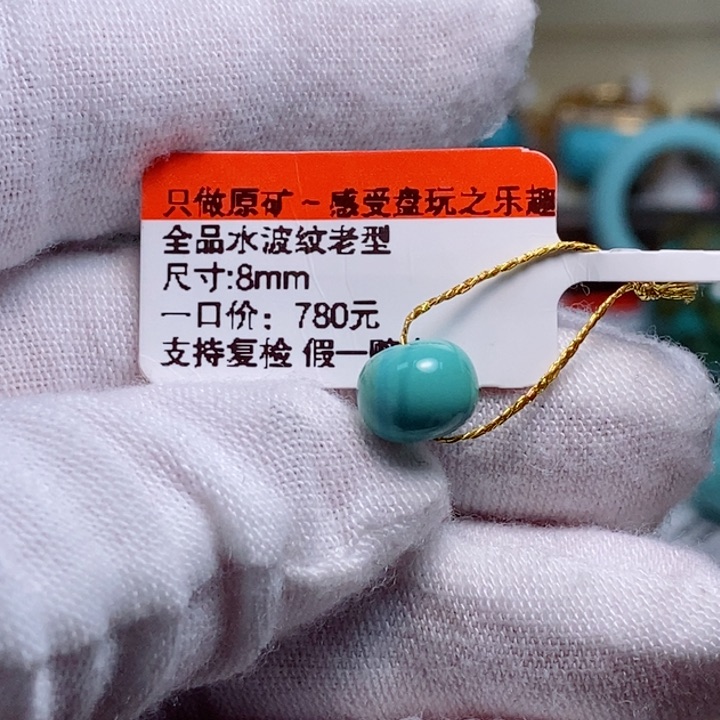 只做原矿~感受盘玩之乐趣
全品水波纹老型
尺寸:8mm
一口价：780元
支持复检 假一赔